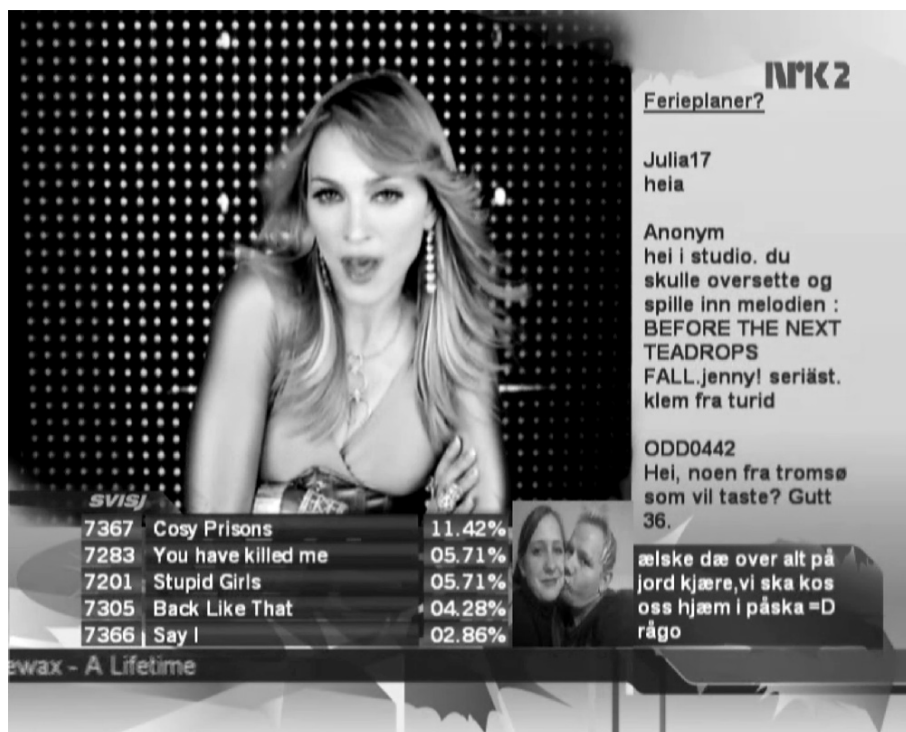 nrk 2
Ferieplaner?
Julia17
heia
Anonym
hei i studio. du
skulle oversette og
spille inn melodien :
BEFORE THE NEXT
TEADROPS
FALL.jenny! seriäst.
klem fra turid
ODD0442
Hei, noen fra tromsø
som vil taste? Gutt
36.
SVISJ
7367 Cosy Prisons 11.42%
7283 You have killed me 05.71%
7201 Stupid Girls 05.71%
7305 Back Like That 04.28%
7366 Say I 02.86%
ælske dæ over alt på
jord kjære,vi ska kos
oss hjæm i påska =D
rågo
ewax - A Lifetime